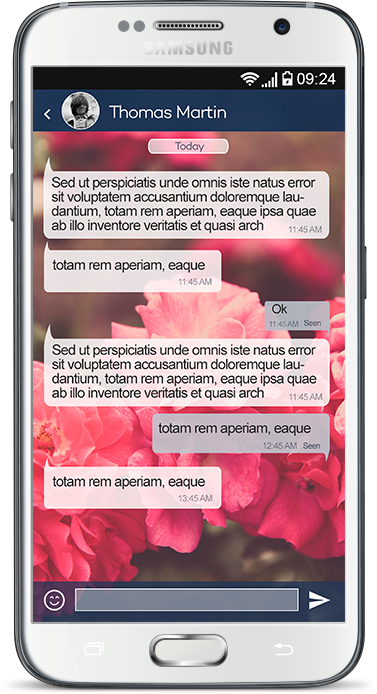 SAMSUNG
09:24
Thomas Martin
Today
Sed ut perspiciatis unde omnis iste natus error
sit voluptatem accusantium doloremque lau-
dantium, totam rem aperiam, eaque ipsa quae
ab illo inventore veritatis et quasi arch
11:45 AM
totam rem aperiam, eaque
11:45 AM
Ok
11:45 AM Seen
Sed ut perspiciatis unde omnis iste natus error
sit voluptatem accusantium doloremque lau-
dantium, totam rem aperiam, eaque ipsa quae
ab illo inventore veritatis et quasi arch
11:45 AM
totam rem aperiam, eaque
12:45 AM Seen
totam rem aperiam, eaque
13:45 AM